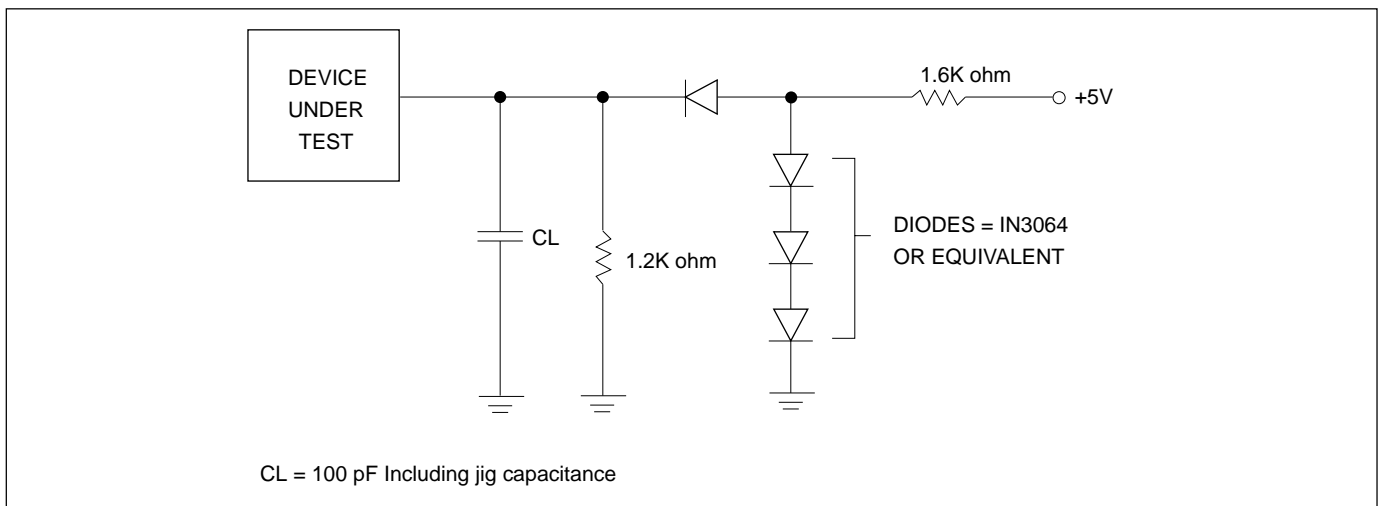 DEVICE
UNDER
TEST
1.6K ohm
+5V
CL
1.2K ohm
DIODES = IN3064
OR EQUIVALENT
CL = 100 pF Including jig capacitance